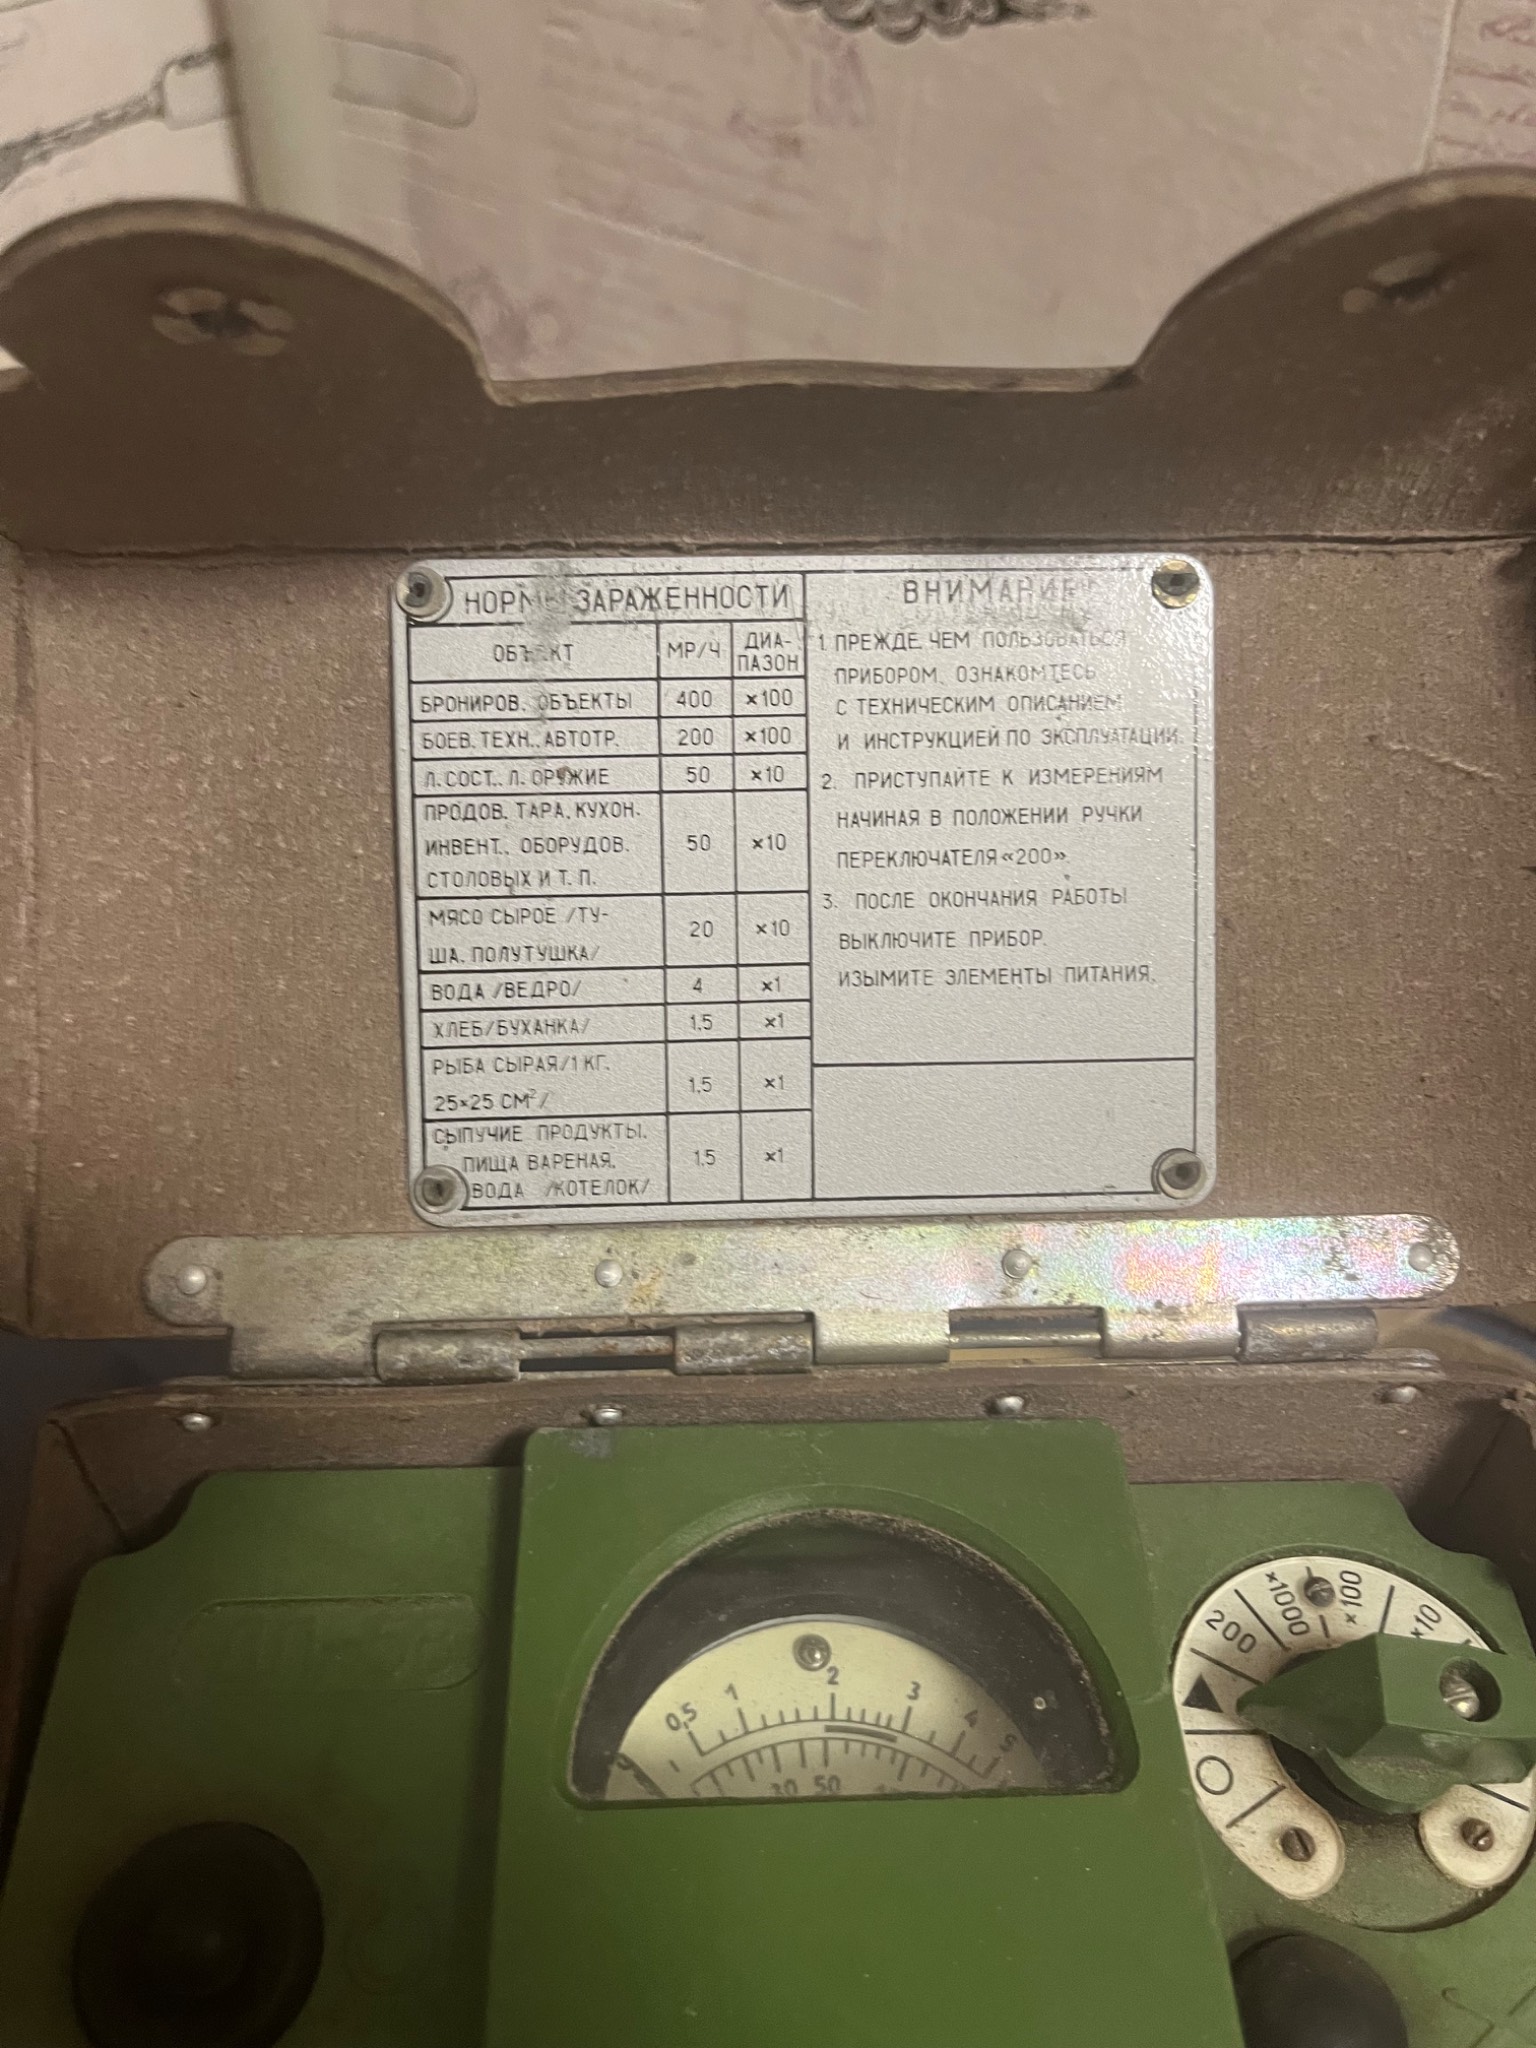 НОРМЫ ЗАРАЖЕННОСТИ
ОБЪЕКТ МР/Ч ДИА-
ПАЗОН
БРОНИРОВ. ОБЪЕКТЫ 400 ×100
БОЕВ. ТЕХН., АВТОТР. 200 ×100
Л. СОСТ., Л. ОРУЖИЕ 50 ×10
ПРОДОВ. ТАРА, КУХОН.
ИНВЕНТ., ОБОРУДОВ. 50 ×10
СТОЛОВЫХ И Т. П.
МЯСО СЫРОЕ /ТУ-
ША, ПОЛУТУШКА/ 20 ×10
ВОДА /ВЕДРО/ 4 ×1
ХЛЕБ/БУХАНКА/ 1,5 ×1
РЫБА СЫРАЯ/1 КГ.
25×25 СМ²/ 1,5 ×1
СЫПУЧИЕ ПРОДУКТЫ,
ПИЩА ВАРЕНАЯ, 1,5 ×1
ВОДА /КОТЕЛОК/
ВНИМАНИЕ!
1. ПРЕЖДЕ, ЧЕМ ПОЛЬЗОВАТЬСЯ
ПРИБОРОМ, ОЗНАКОМТЕСЬ
С ТЕХНИЧЕСКИМ ОПИСАНИЕМ
И ИНСТРУКЦИЕЙ ПО ЭКСПЛУАТАЦИИ.
2. ПРИСТУПАЙТЕ К ИЗМЕРЕНИЯМ
НАЧИНАЯ В ПОЛОЖЕНИИ РУЧКИ
ПЕРЕКЛЮЧАТЕЛЯ «200».
3. ПОСЛЕ ОКОНЧАНИЯ РАБОТЫ
ВЫКЛЮЧИТЕ ПРИБОР.
ИЗЫМИТЕ ЭЛЕМЕНТЫ ПИТАНИЯ.
0,5 1 2 3 4 5
50
200 ×1000 ×100 ×10